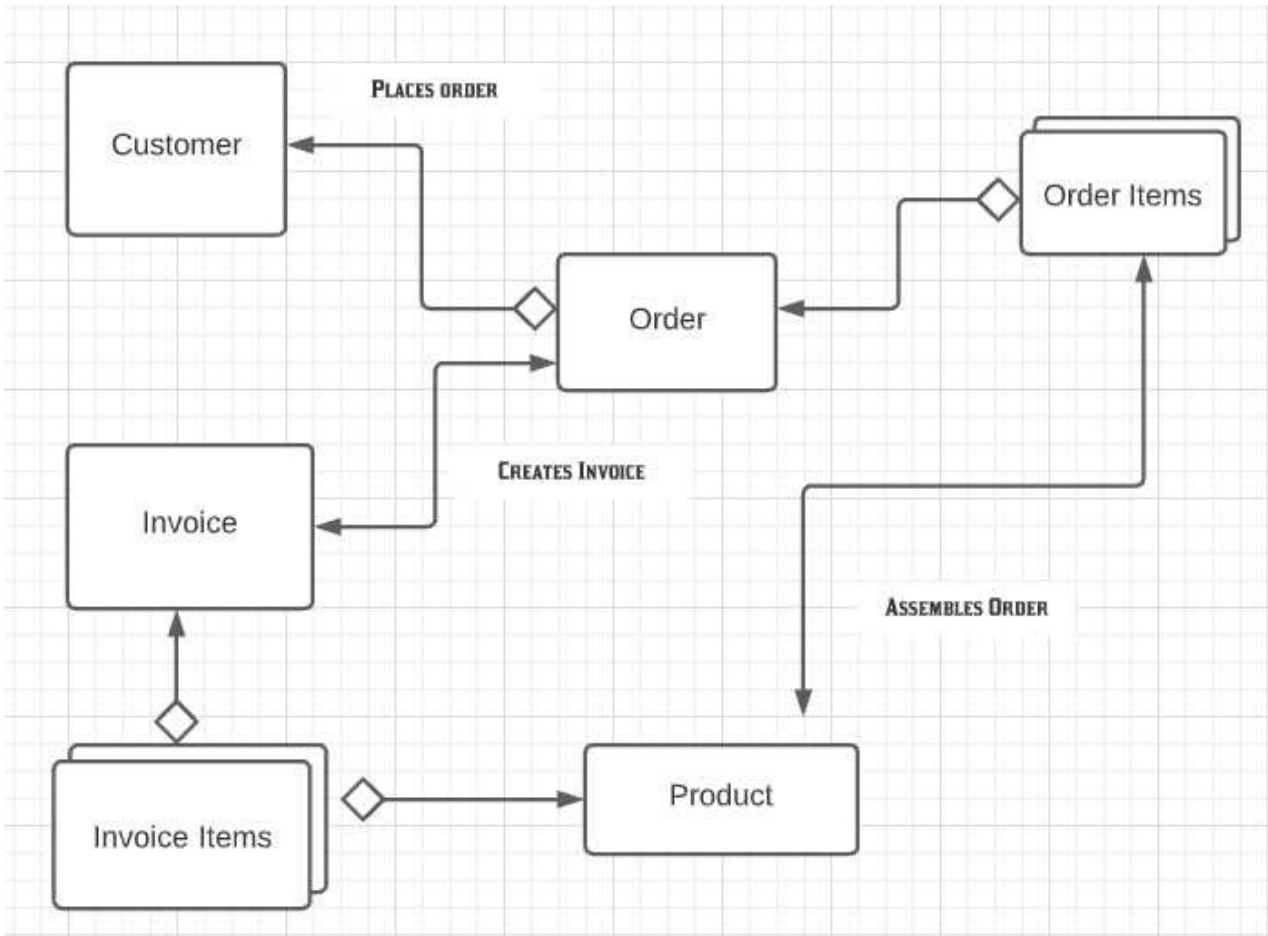 Places order
Customer
Order Items
Order
Creates Invoice
Invoice
Assembles Order
Product
Invoice Items